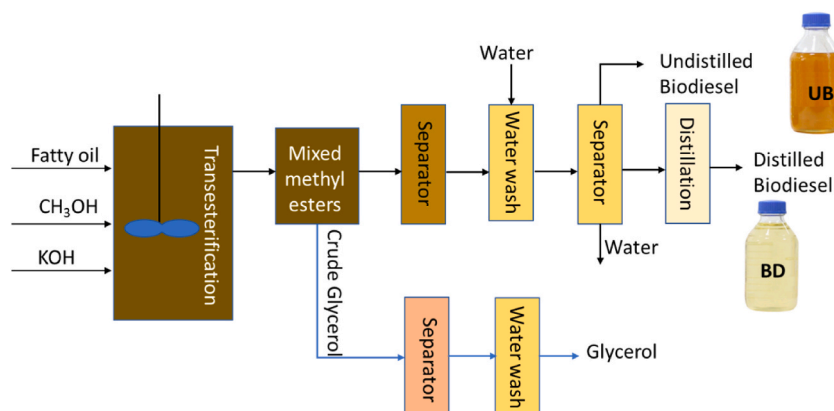 Fatty oil
CH₃OH
KOH
Transesterification
Mixed
methyl
esters
Crude Glycerol
Separator
Water
Water wash
Separator
Water
Undistilled
Biodiesel
UB
Distillation
Distilled
Biodiesel
BD
Separator
Water wash
Glycerol